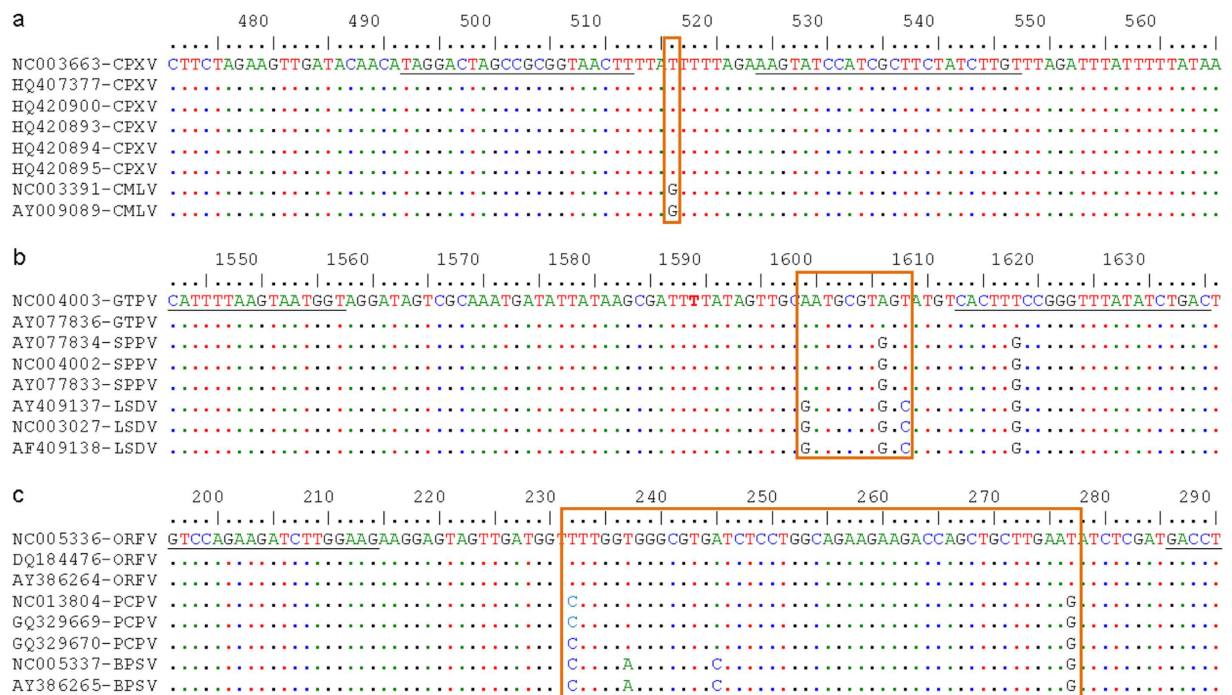 a
480 490 500 510 520 530 540 550 560
NC003663-CPXV CTTCTAGAAGTTGATACAACATAGGACTAGCCGCGGTAACTTTTATTTTTAGAAAGTATCCATCGCTTCTATCTTGTTTAGATTTATTTTTATAA
HQ407377-CPXV
HQ420900-CPXV
HQ420893-CPXV
HQ420894-CPXV
HQ420895-CPXV
NC003391-CMLV G
AY009089-CMLV G
b
1550 1560 1570 1580 1590 1600 1610 1620 1630
NC004003-GTPV CATTTTAAGTAATGGTAGGATAGTCGCAAATGATATTATAAGCGATTTTATAGTTGCAATGCGTAGTATGTCACTTTCCGGGTTTATATCTGACT
AY077836-GTPV
AY077834-SPPV G G
NC004002-SPPV G G
AY077833-SPPV G G
AY409137-LSDV G G C G
NC003027-LSDV G G C G
AF409138-LSDV G G C G
c
200 210 220 230 240 250 260 270 280 290
NC005336-ORFV GTCCAGAAGATCTTGGAAGAAGGAGTAGTTGATGGTTTTGGTGGGCGTGATCTCCTGGCAGAAGAAGACCAGCTGCTTGAATATCTCGATGACCT
DQ184476-ORFV
AY386264-ORFV
NC013804-PCPV C G
GQ329669-PCPV C G
GQ329670-PCPV C G
NC005337-BPSV C A C G
AY386265-BPSV C A C G